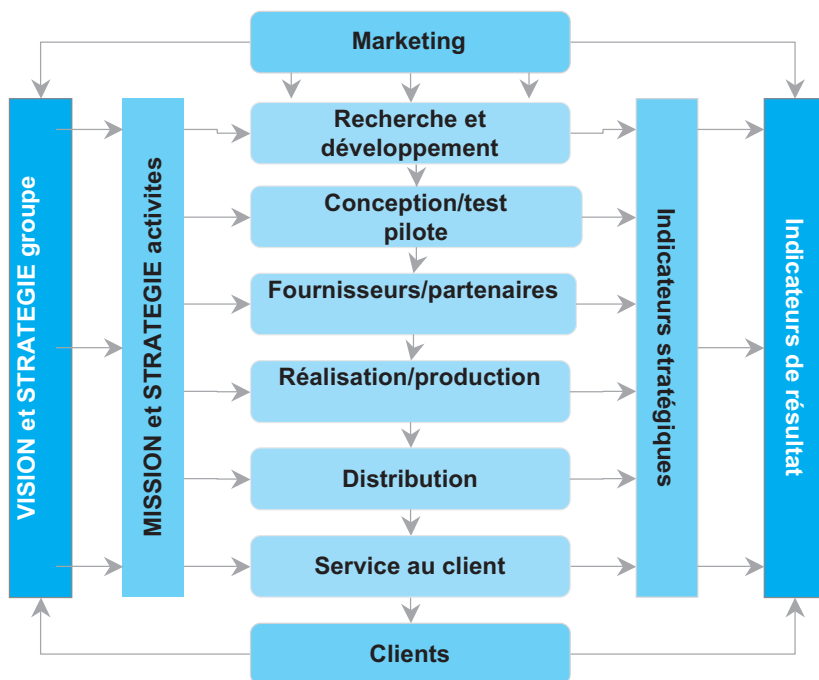 Marketing
VISION et STRATEGIE groupe
MISSION et STRATEGIE activites
Recherche et
développement
Conception/test
pilote
Fournisseurs/partenaires
Réalisation/production
Distribution
Service au client
Clients
Indicateurs stratégiques
Indicateurs de résultat